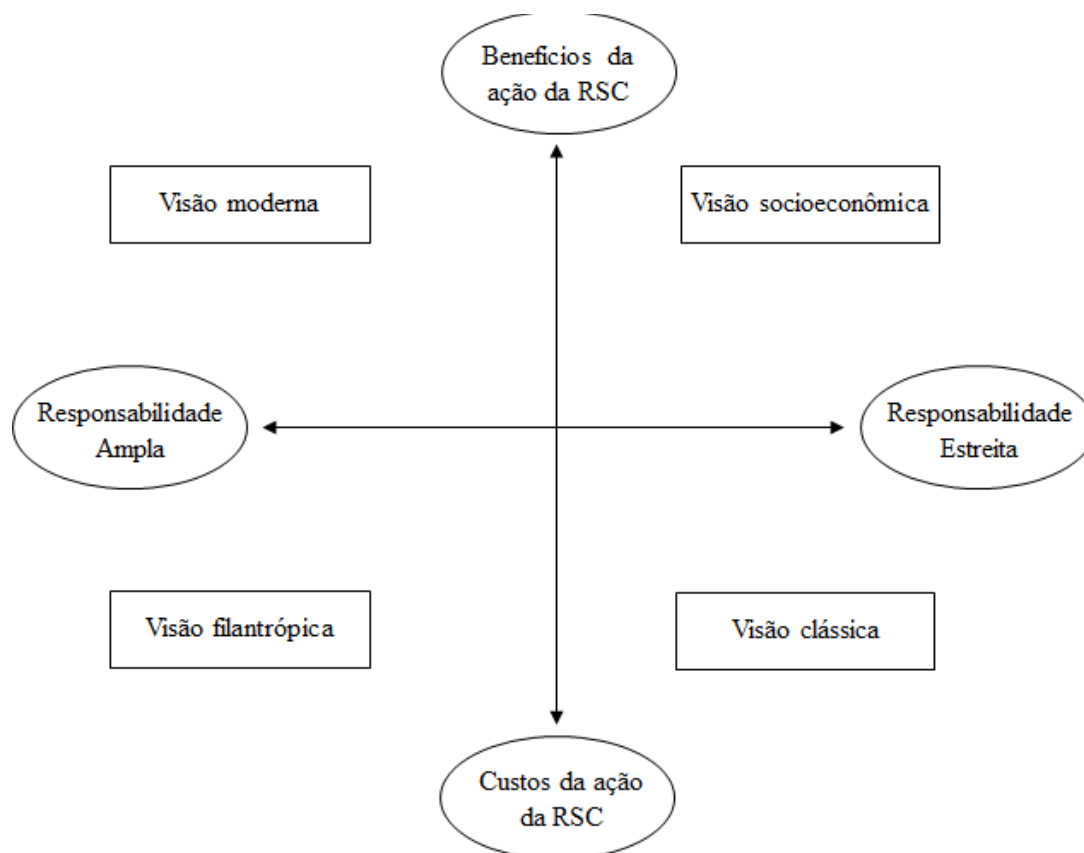 Benefícios da
ação da RSC
Visão moderna
Visão socioeconômica
Responsabilidade
Ampla
Responsabilidade
Estreita
Visão filantrópica
Visão clássica
Custos da ação
da RSC